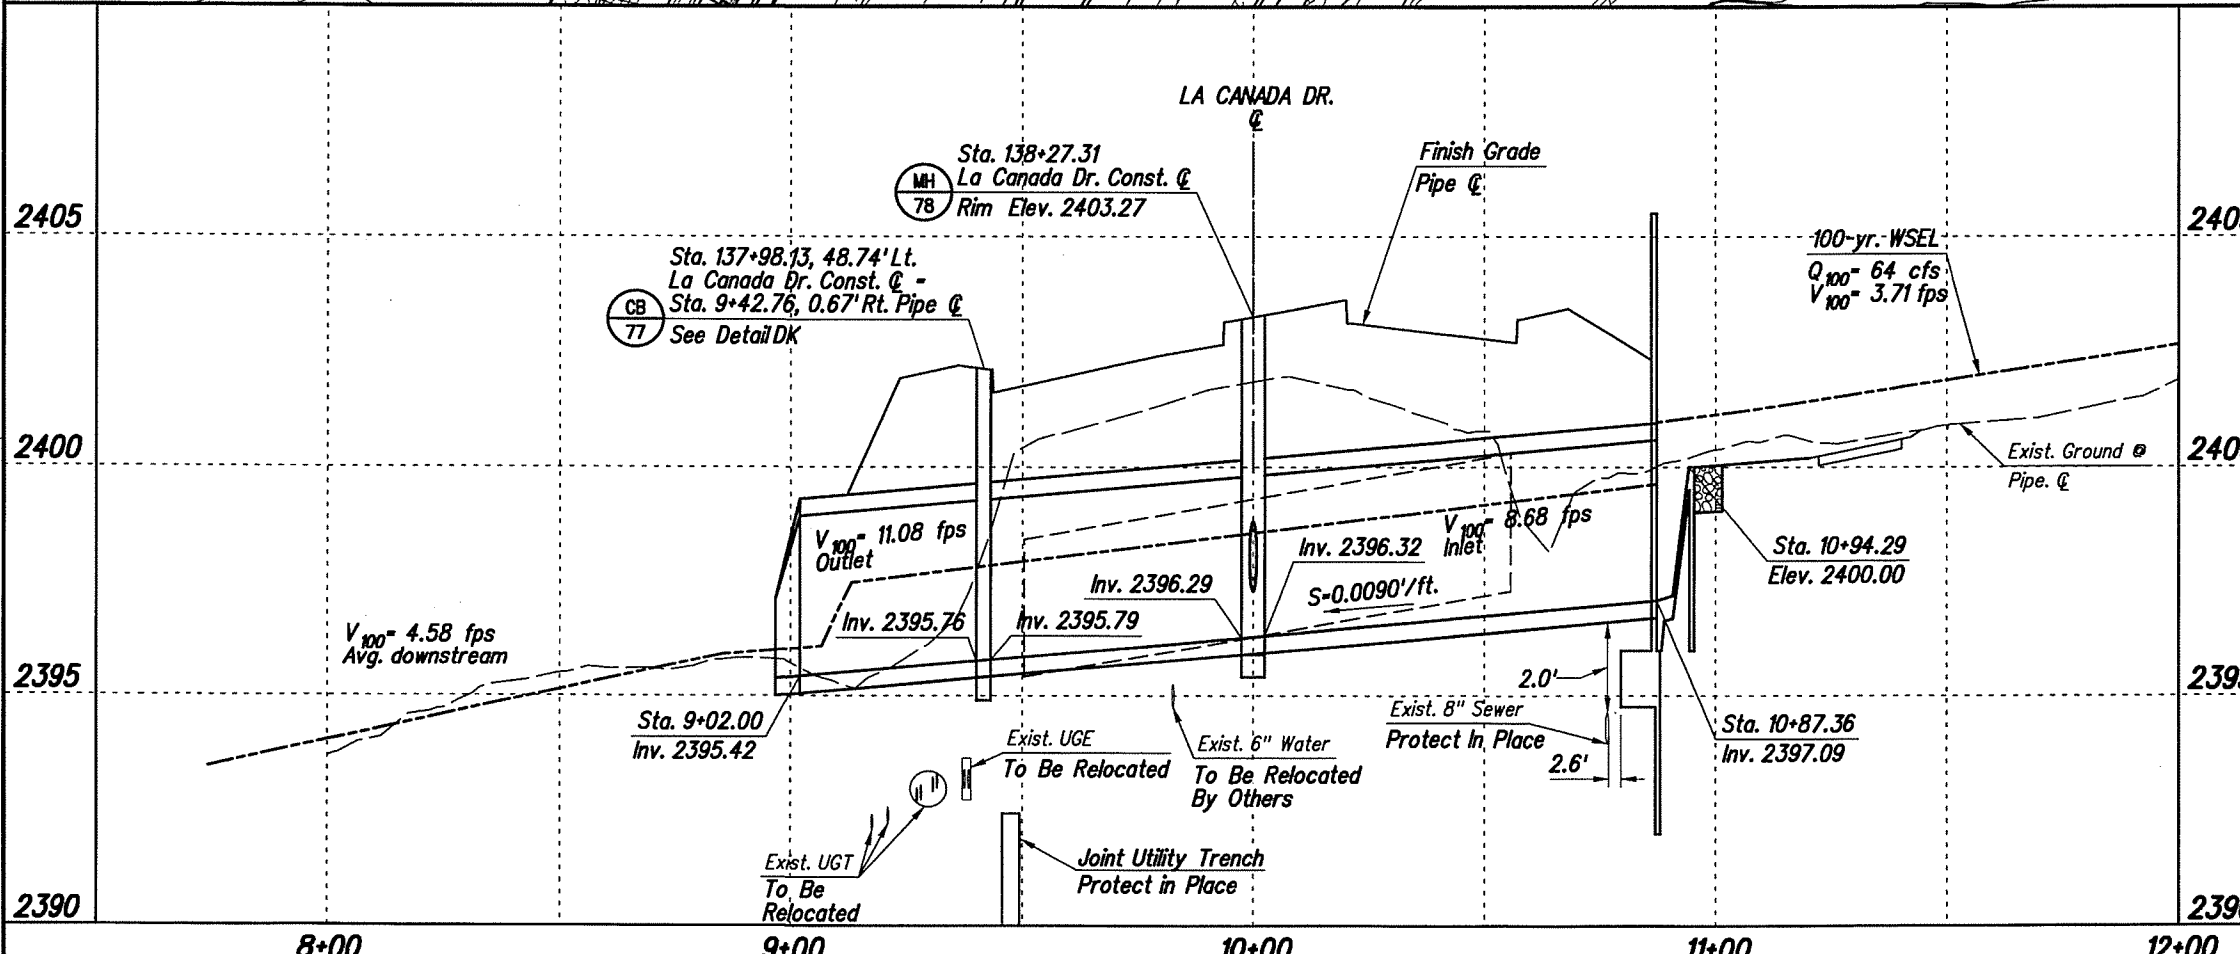 LA CANADA DR.
℄
Sta. 138+27.31
MH
La Canada Dr. Const. ℄
78
Rim Elev. 2403.27
Finish Grade
Pipe ℄
2405
100-yr. WSEL
Q100= 64 cfs
V100= 3.71 fps
Sta. 137+98.13, 48.74' Lt.
La Canada Dr. Const. ℄ =
CB
Sta. 9+42.76, 0.67' Rt. Pipe ℄
77
See Detail DK
2400
Exist. Ground @
Pipe. ℄
V100= 11.08 fps
Outlet
V100= 8.68 fps
Inlet
Inv. 2396.32
Sta. 10+94.29
Elev. 2400.00
Inv. 2396.29
S=0.0090'/ft.
Inv. 2395.76
Inv. 2395.79
V100= 4.58 fps
Avg. downstream
2395
2.0'
Sta. 9+02.00
Inv. 2395.42
Exist. 8" Sewer
Protect In Place
Sta. 10+87.36
Inv. 2397.09
Exist. UGE
To Be Relocated
Exist. 6" Water
To Be Relocated
By Others
2.6'
Exist. UGT
To Be
Relocated
Joint Utility Trench
Protect in Place
2390
8+00
9+00
10+00
11+00
12+00